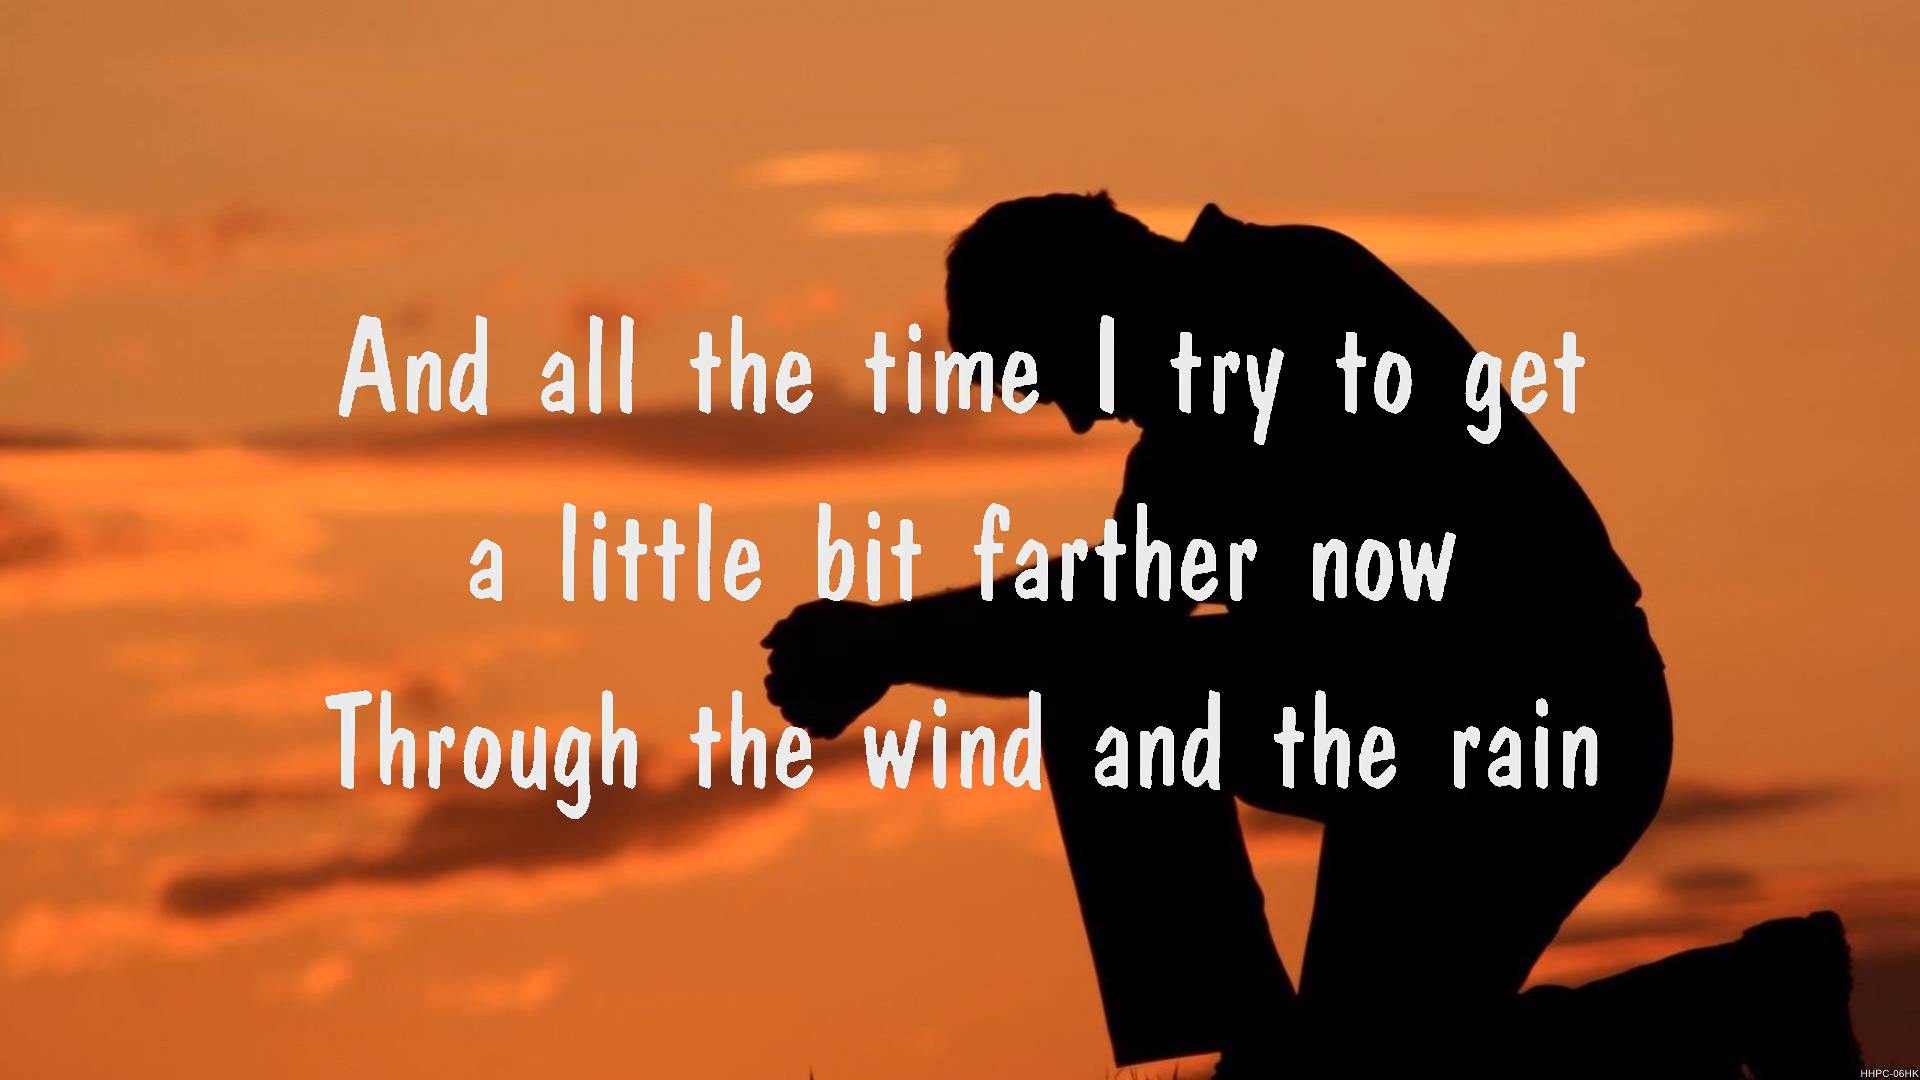 And all the time I try to get
a little bit farther now
Through the wind and the rain
HHPC-06HK